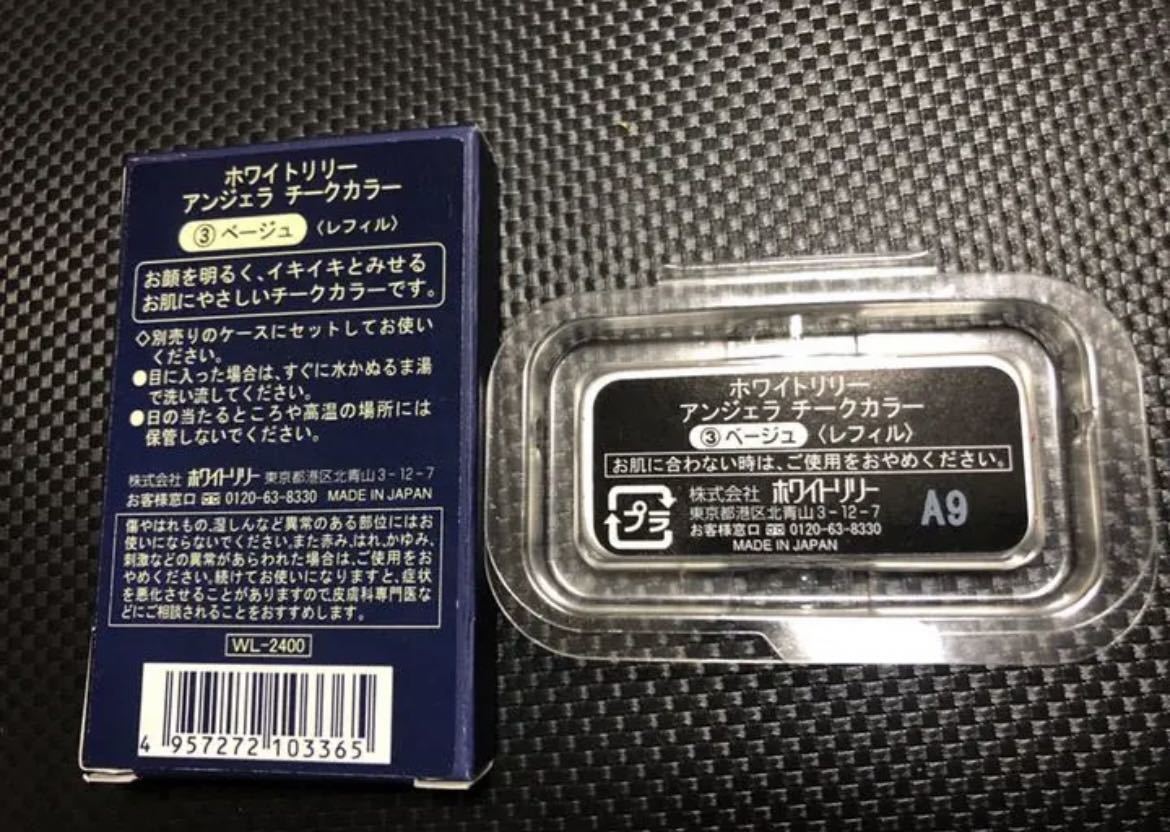 ホワイトリリー
アンジェラ チークカラー
③ベージュ 〈レフィル〉
お顔を明るく、イキイキとみせる
お肌にやさしいチークカラーです。
◇別売りのケースにセットしてお使い
ください。
●目に入った場合は、すぐに水かぬるま湯
で洗い流してください。
●日の当たるところや高温の場所には
保管しないでください。
株式会社 ホワイトリリー 東京都港区北青山3-12-7
お客様窓口 0120-63-8330 MADE IN JAPAN
傷やはれもの、湿しんなど異常のある部位にはお
使いにならないでください。また赤み、はれ、かゆみ、
刺激などの異常があらわれた場合は、ご使用をお
やめください。続けてお使いになりますと、症状
を悪化させることがありますので、皮膚科専門医な
どにご相談されることをおすすめします。
WL-2400
4 957272 103365
ホワイトリリー
アンジェラ チークカラー
③ベージュ 〈レフィル〉
お肌に合わない時は、ご使用をおやめください。
プラ
株式会社 ホワイトリリー
東京都港区北青山3-12-7
お客様窓口 0120-63-8330
MADE IN JAPAN
A9